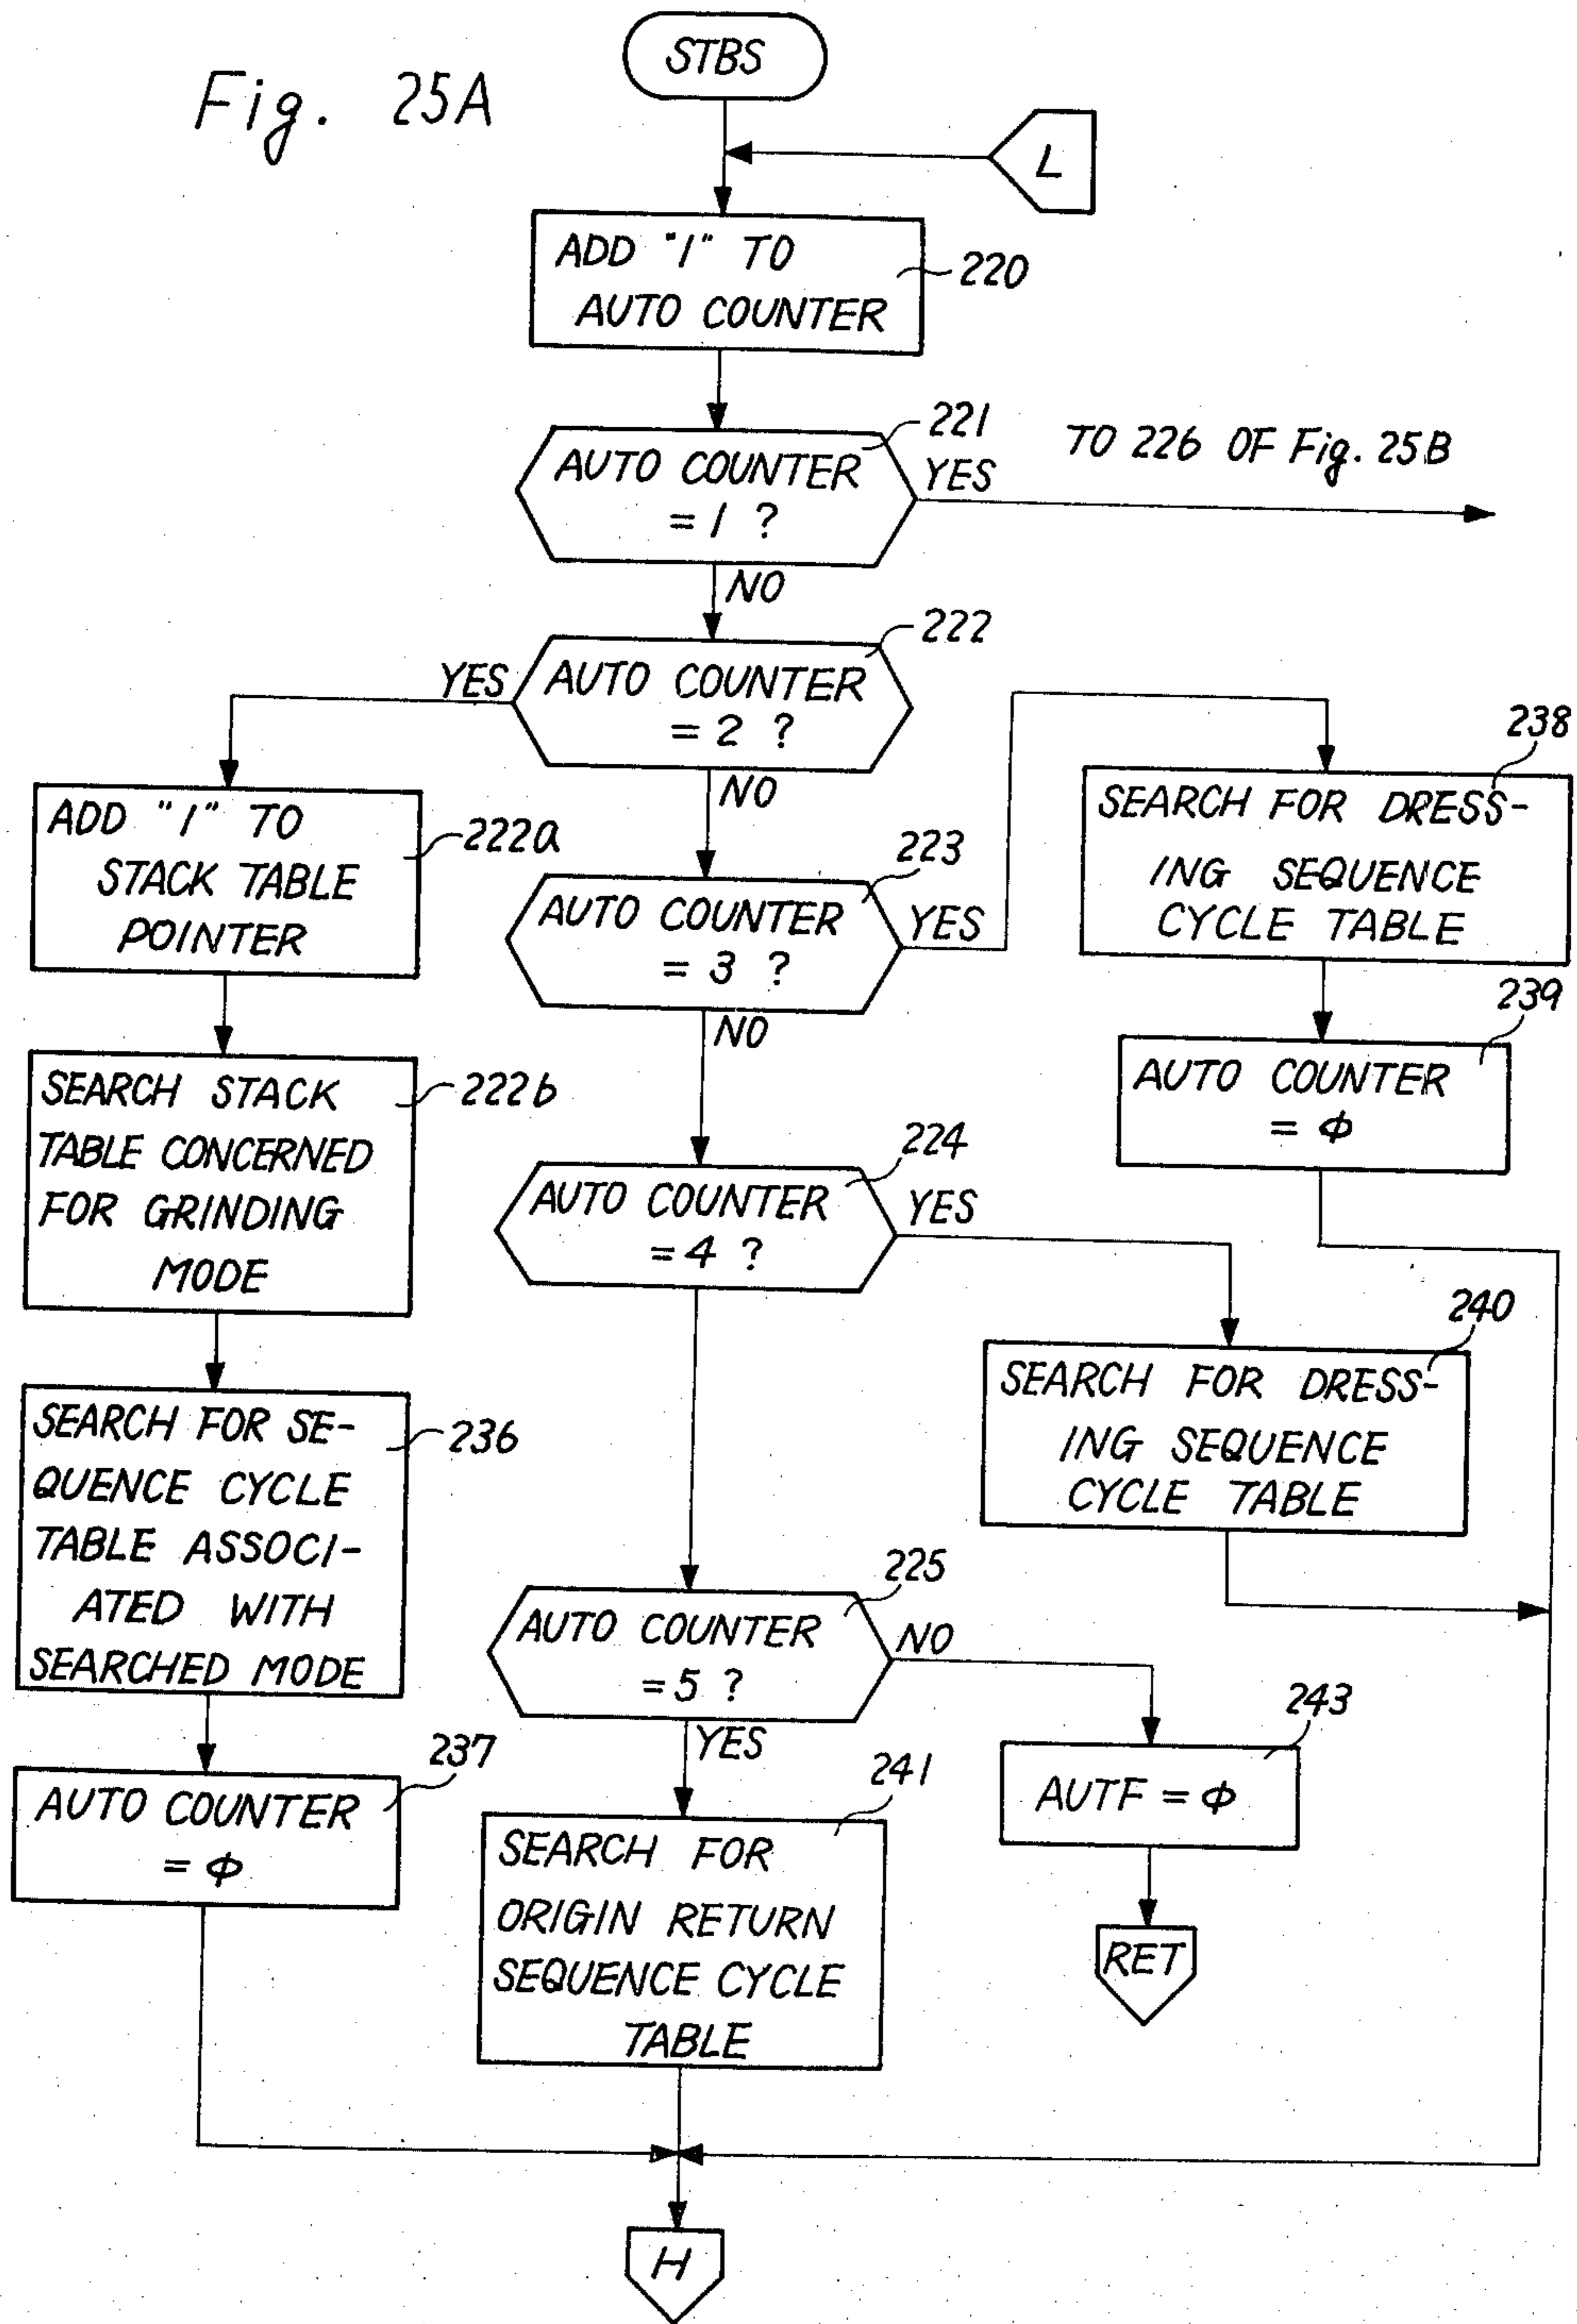 Fig. 25A
STBS
L
ADD "1" TO
AUTO COUNTER
220
AUTO COUNTER
= 1 ?
221
YES
TO 226 OF Fig. 25B
NO
AUTO COUNTER
= 2 ?
222
YES
NO
ADD "1" TO
STACK TABLE
POINTER
222a
SEARCH STACK
TABLE CONCERNED
FOR GRINDING
MODE
222b
SEARCH FOR SE-
QUENCE CYCLE
TABLE ASSOCI-
ATED WITH
SEARCHED MODE
236
AUTO COUNTER
= Φ
237
AUTO COUNTER
= 3 ?
223
YES
NO
SEARCH FOR DRESS-
ING SEQUENCE
CYCLE TABLE
238
AUTO COUNTER
= Φ
239
AUTO COUNTER
= 4 ?
224
YES
SEARCH FOR DRESS-
ING SEQUENCE
CYCLE TABLE
240
AUTO COUNTER
= 5 ?
225
NO
YES
AUTF = Φ
243
RET
SEARCH FOR
ORIGIN RETURN
SEQUENCE CYCLE
TABLE
241
H